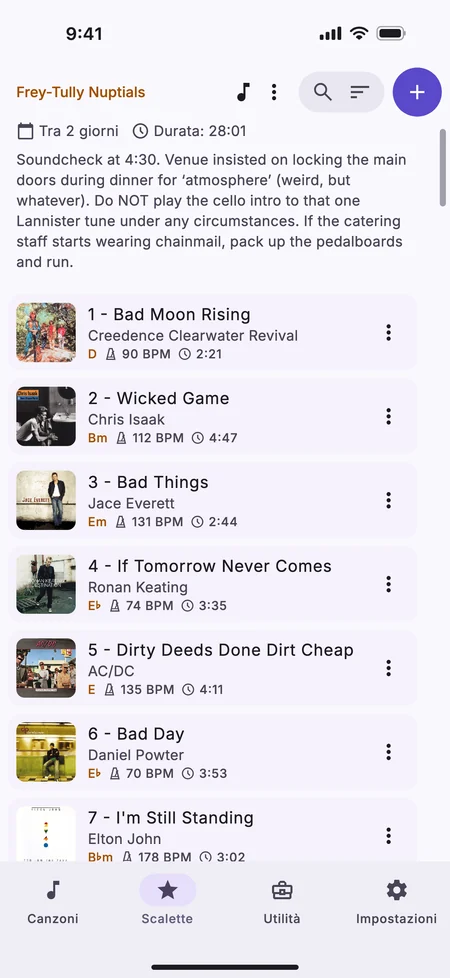 9:41
Frey-Tully Nuptials
Tra 2 giorni Durata: 28:01
Soundcheck at 4:30. Venue insisted on locking the main
doors during dinner for ‘atmosphere’ (weird, but
whatever). Do NOT play the cello intro to that one
Lannister tune under any circumstances. If the catering
staff starts wearing chainmail, pack up the pedalboards
and run.
1 - Bad Moon Rising
Creedence Clearwater Revival
D 90 BPM 2:21
2 - Wicked Game
Chris Isaak
Bm 112 BPM 4:47
3 - Bad Things
Jace Everett
Em 131 BPM 2:44
4 - If Tomorrow Never Comes
Ronan Keating
E♭ 74 BPM 3:35
5 - Dirty Deeds Done Dirt Cheap
AC/DC
E 135 BPM 4:11
6 - Bad Day
Daniel Powter
E♭ 70 BPM 3:53
7 - I'm Still Standing
Elton John
B♭m 178 BPM 3:02
Canzoni Scalette Utilità Impostazioni